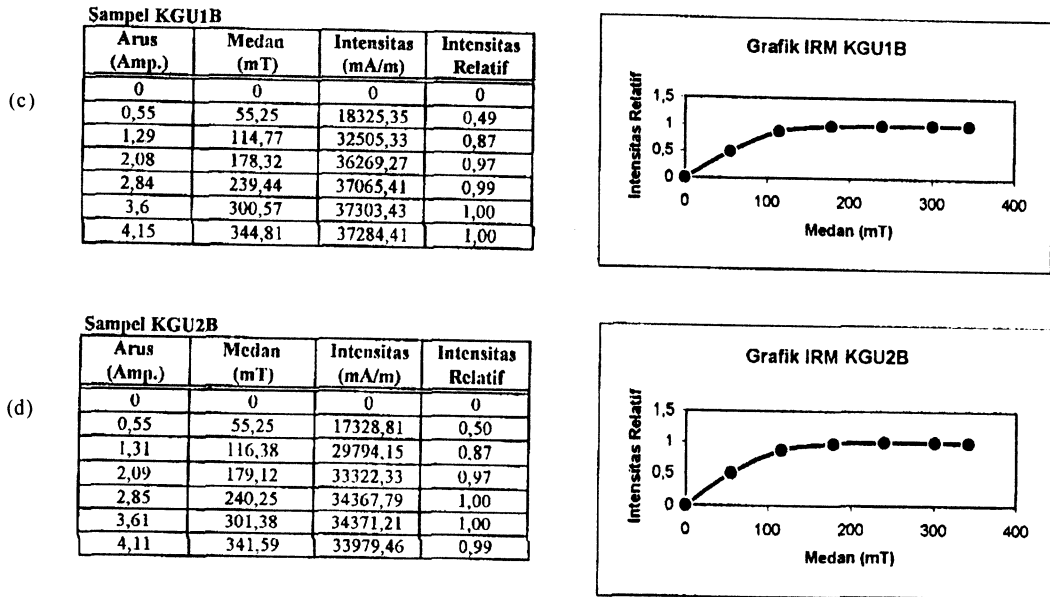 (c)
Sampel KGU1B
Arus (Amp.) Medan (mT) Intensitas (mA/m) Intensitas Relatif
0 0 0 0
0,55 55,25 18325,35 0,49
1,29 114,77 32505,33 0,87
2,08 178,32 36269,27 0,97
2,84 239,44 37065,41 0,99
3,6 300,57 37303,43 1,00
4,15 344,81 37284,41 1,00
Grafik IRM KGU1B
Intensitas Relatif
1,5
1
0,5
0
0 100 200 300 400
Medan (mT)
(d)
Sampel KGU2B
Arus (Amp.) Medan (mT) Intensitas (mA/m) Intensitas Relatif
0 0 0 0
0,55 55,25 17328,81 0,50
1,31 116,38 29794,15 0.87
2,09 179,12 33322,33 0,97
2,85 240,25 34367,79 1,00
3,61 301,38 34371,21 1,00
4,11 341,59 33979,46 0,99
Grafik IRM KGU2B
Intensitas Relatif
1,5
1
0,5
0
0 100 200 300 400
Medan (mT)